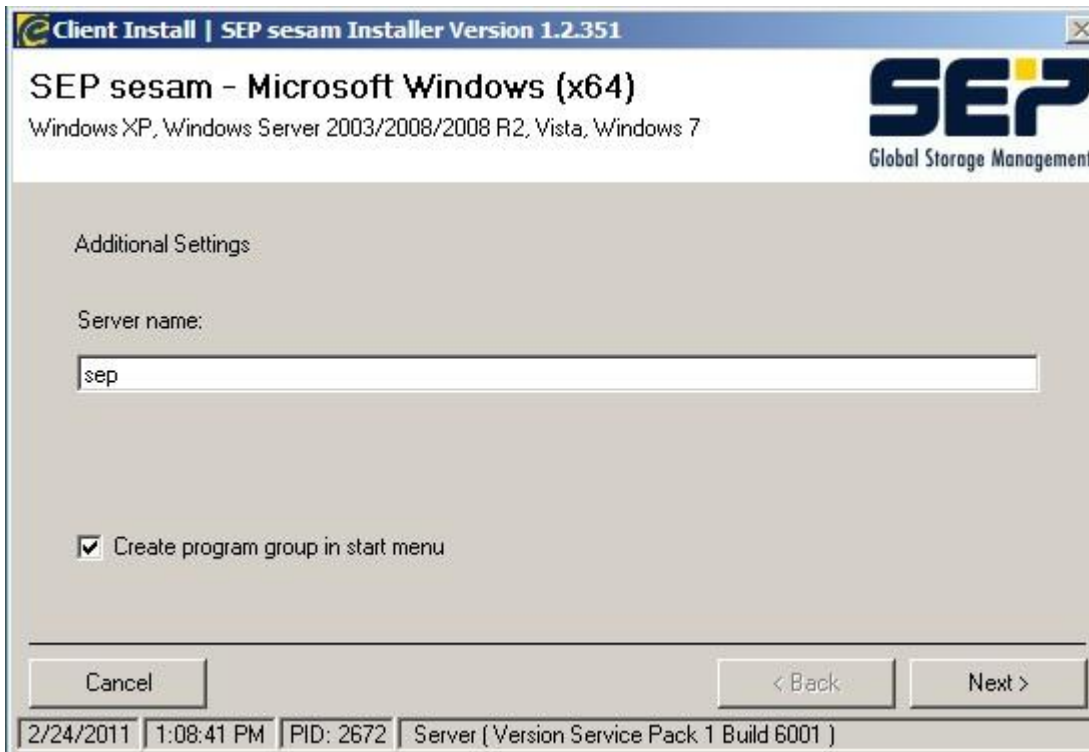 Client Install | SEP sesam Installer Version 1.2.351
SEP sesam - Microsoft Windows (x64)
Windows XP, Windows Server 2003/2008/2008 R2, Vista, Windows 7
SEP
Global Storage Management
Additional Settings
Server name:
sep
Create program group in start menu
Cancel
< Back
Next >
2/24/2011 1:08:41 PM PID: 2672 Server ( Version Service Pack 1 Build 6001 )